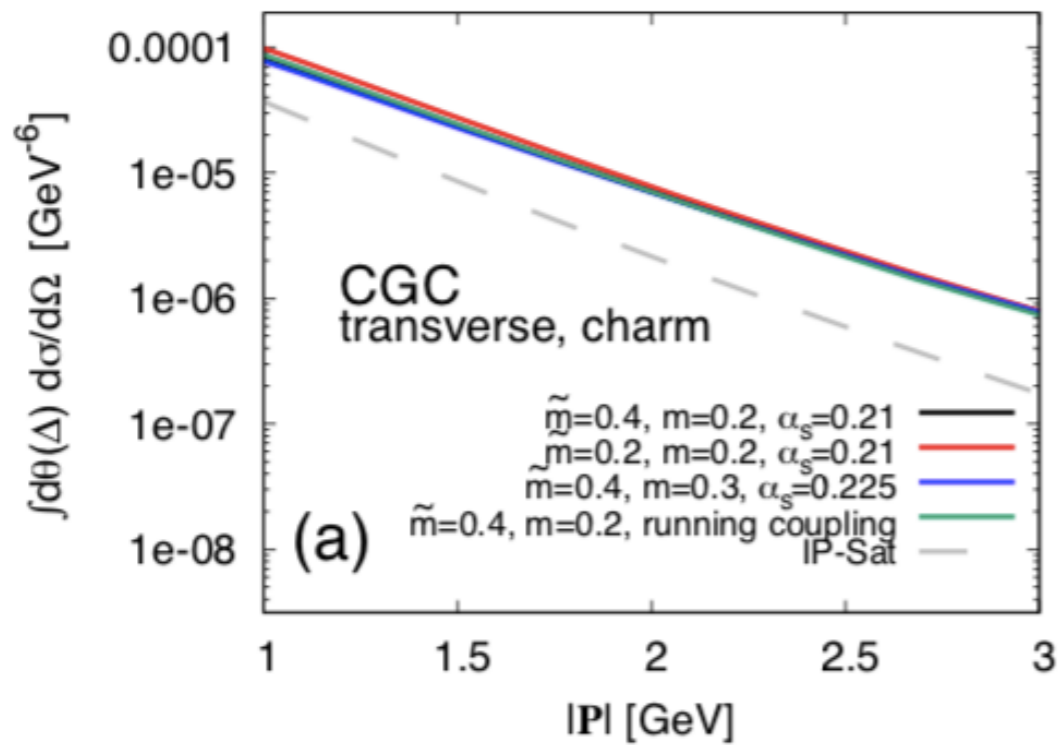 ∫dθ(Δ) dσ/dΩ [GeV⁻⁶]
0.0001
1e-05
1e-06
1e-07
1e-08
CGC
transverse, charm
m̃=0.4, m=0.2, αₛ=0.21
m̃=0.2, m=0.2, αₛ=0.21
m̃=0.4, m=0.3, αₛ=0.225
m̃=0.4, m=0.2, running coupling
IP-Sat
(a)
1 1.5 2 2.5 3
|P| [GeV]